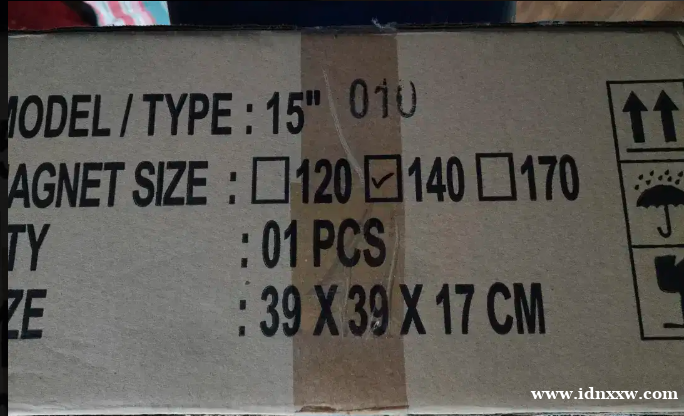 MODEL / TYPE : 15" 010
AGNET SIZE : ☐ 120 ☑ 140 ☐ 170
TY : 01 PCS
ZE : 39 X 39 X 17 CM
www.idnxxw.com